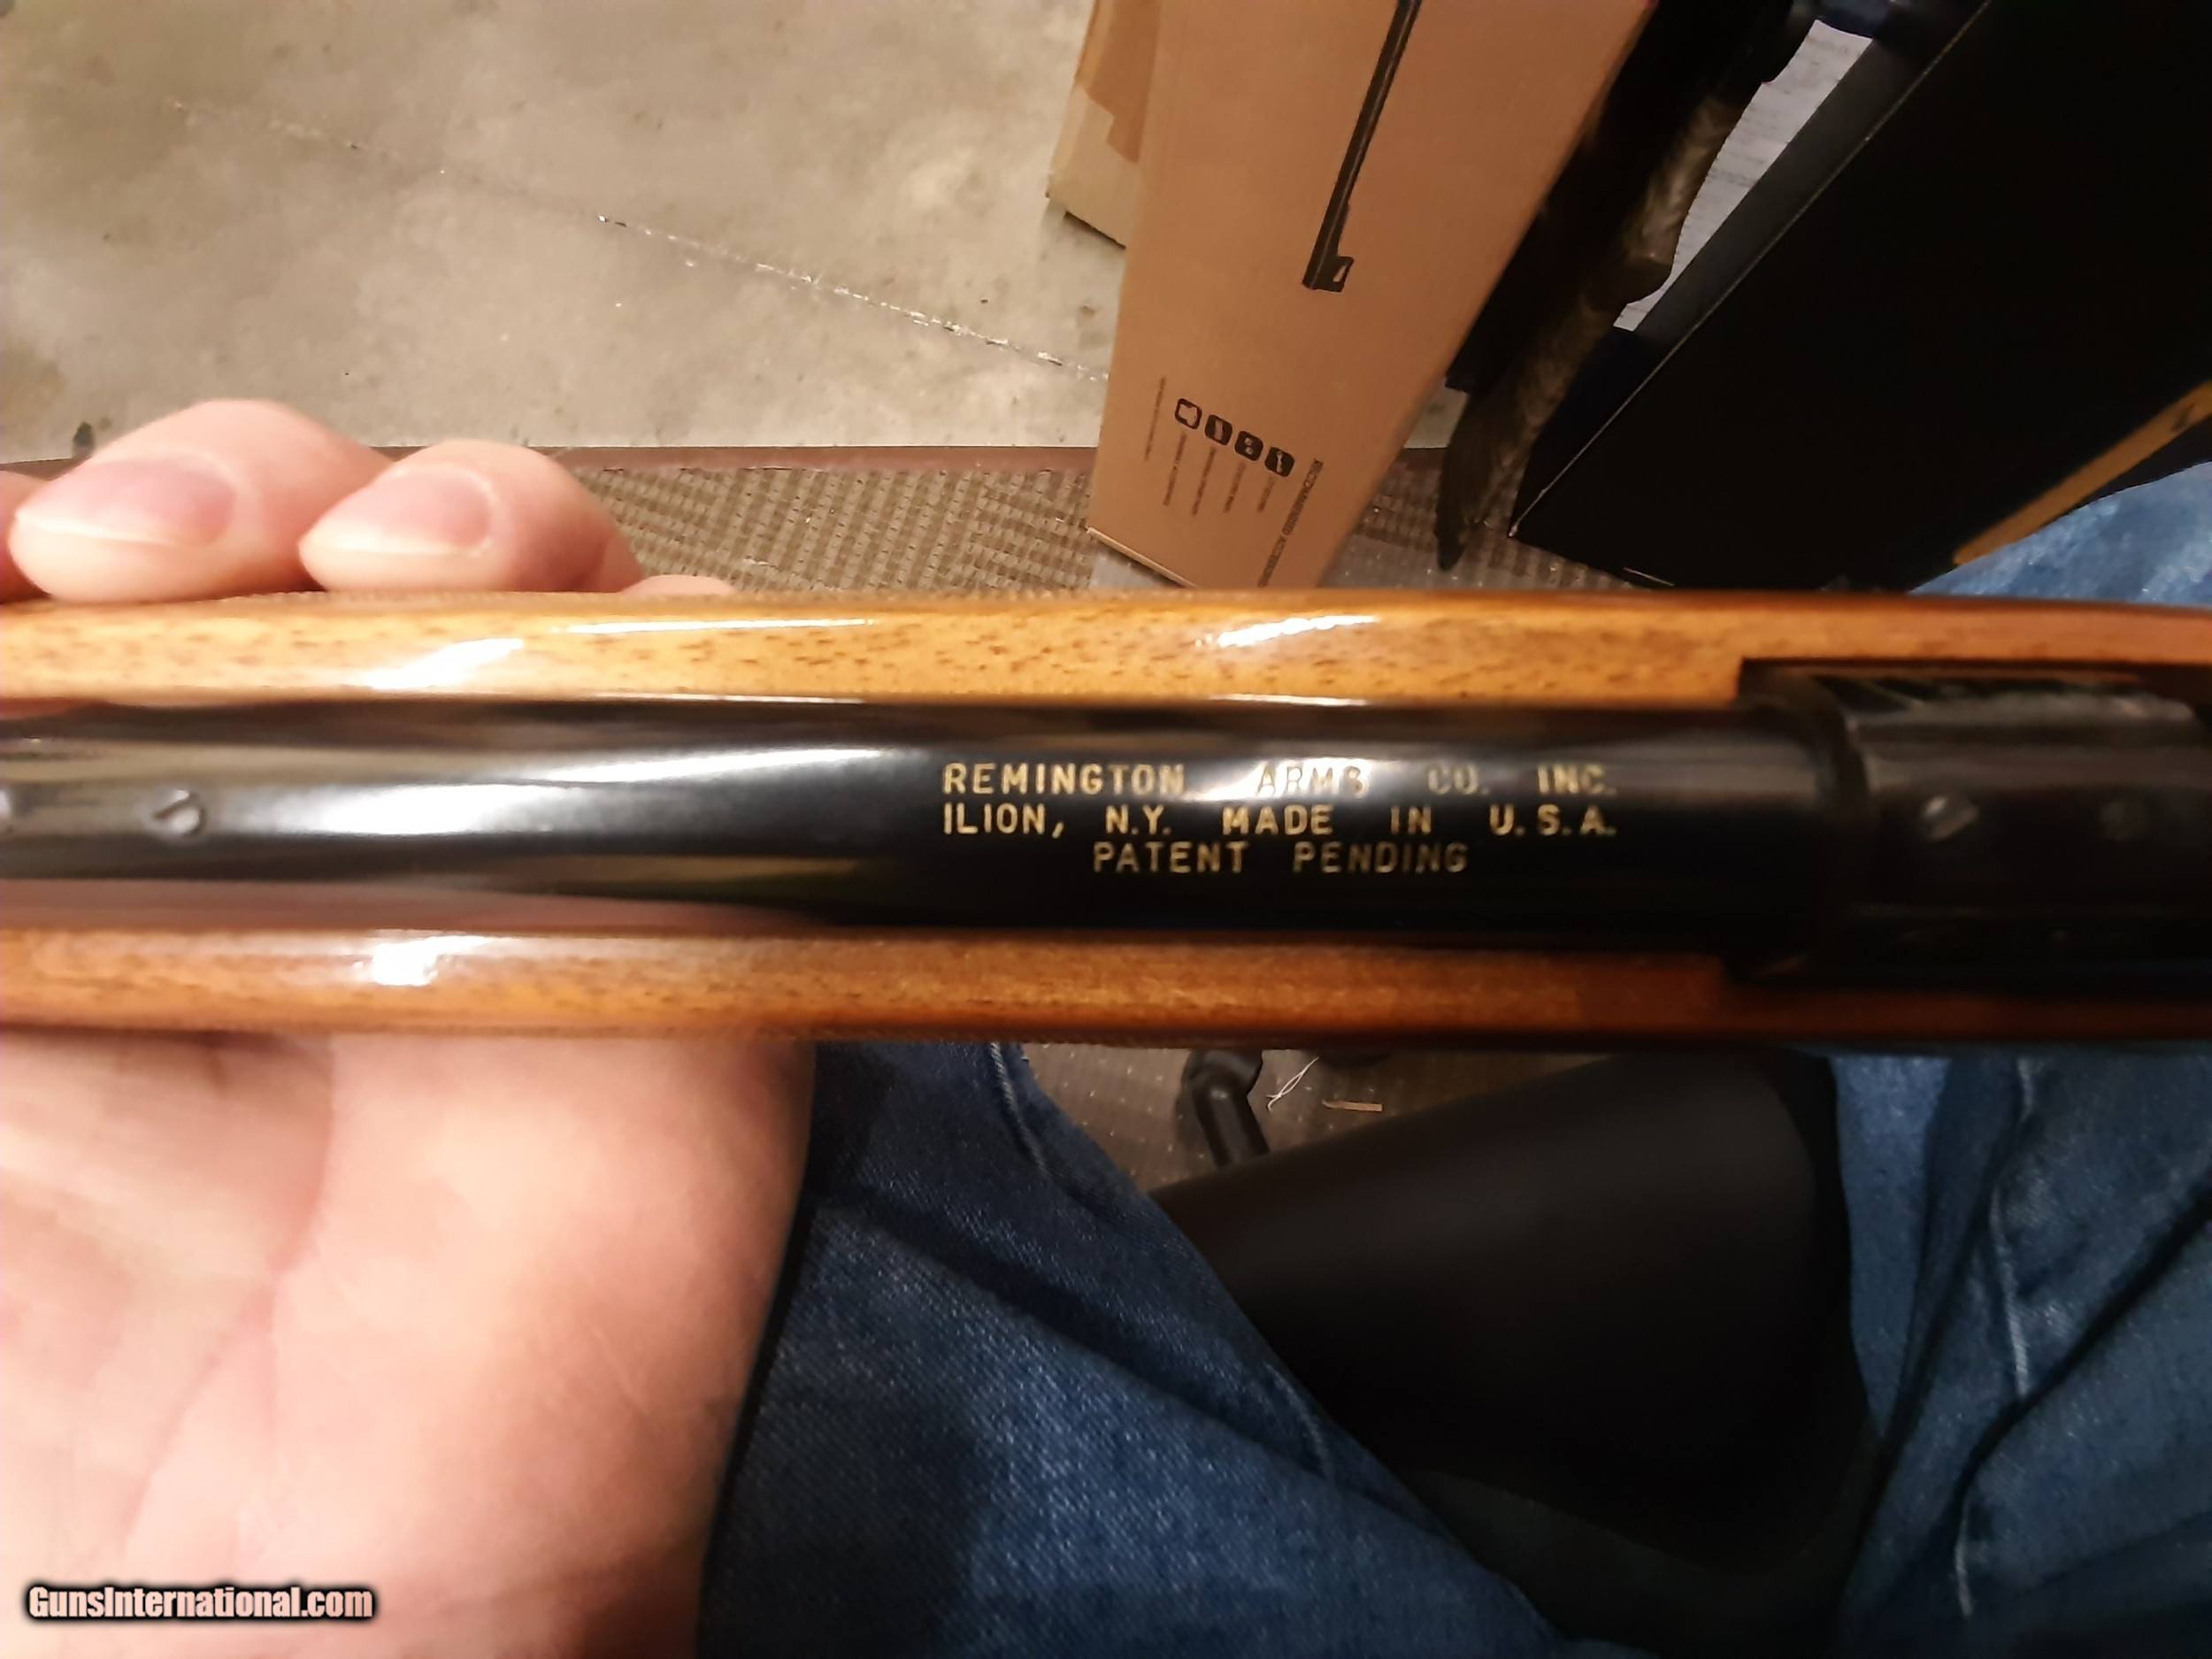 REMINGTON ARMS CO. INC.
ILION, N.Y. MADE IN U.S.A.
PATENT PENDING
GunsInternational.com